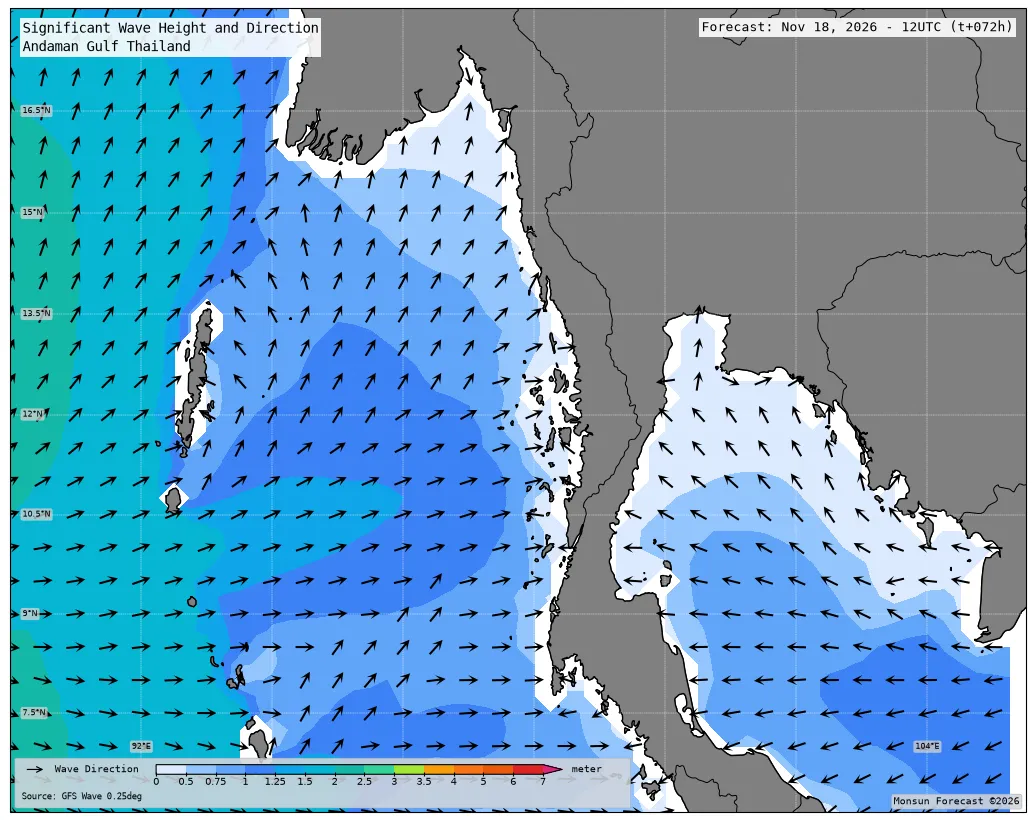 Significant Wave Height and Direction
Andaman Gulf Thailand
Forecast: Nov 18, 2026 - 12UTC (t+072h)
16.5°N
15°N
13.5°N
12°N
10.5°N
9°N
7.5°N
92°E
104°E
Wave Direction
0 0.5 0.75 1 1.25 1.5 2 2.5 3 3.5 4 5 6 7
meter
Source: GFS Wave 0.25deg
Monsun Forecast ©2026